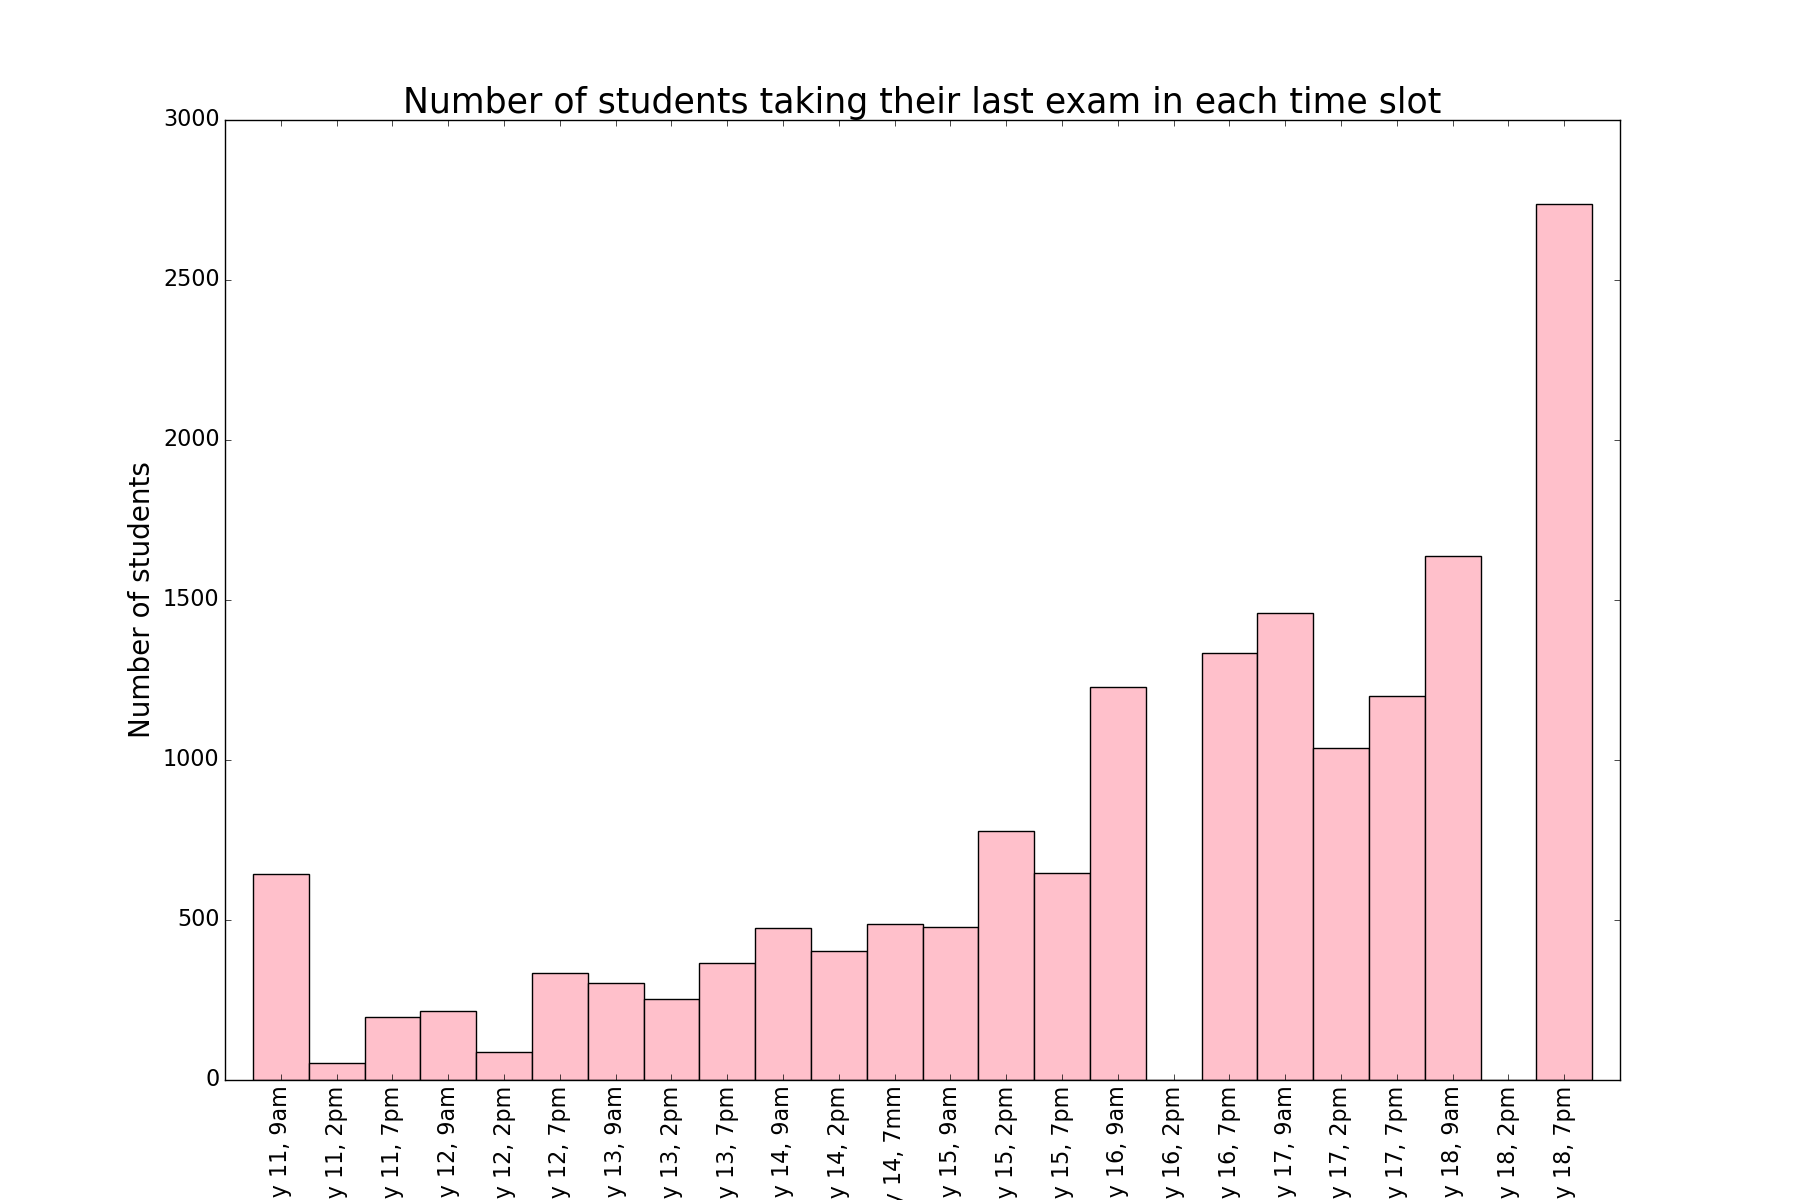 Number of students taking their last exam in each time slot
Number of students
3000
2500
2000
1500
1000
500
0
y 11, 9am
y 11, 2pm
y 11, 7pm
y 12, 9am
y 12, 2pm
y 12, 7pm
y 13, 9am
y 13, 2pm
y 13, 7pm
y 14, 9am
y 14, 2pm
y 14, 7mm
y 15, 9am
y 15, 2pm
y 15, 7pm
y 16, 9am
y 16, 2pm
y 16, 7pm
y 17, 9am
y 17, 2pm
y 17, 7pm
y 18, 9am
y 18, 2pm
y 18, 7pm